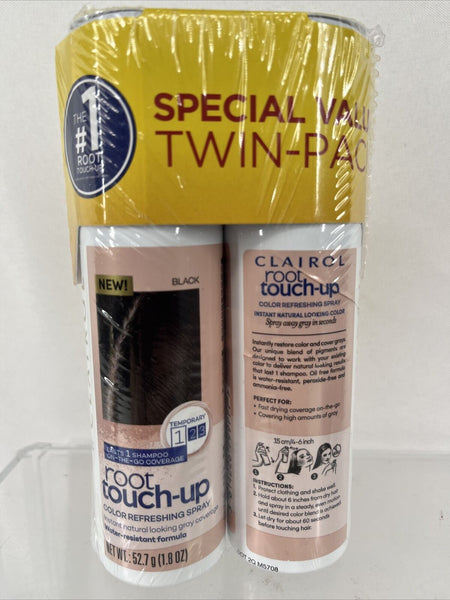 THE
#1
ROOT
TOUCH-UP
SPECIAL
TWIN-PAC
NEW!
BLACK
TEMPORARY
1 2 3
LASTS 1 SHAMPOO
ON-THE-GO COVERAGE
root
touch-up
COLOR REFRESHING SPRAY
Instant natural looking gray coverage
Water-resistant formula
NET WT.: 52.7 g (1.8 OZ)
CLAIROL
root
touch-up
COLOR REFRESHING SPRAY
INSTANT NATURAL LOOKING COLOR
Spray away gray in seconds
Instantly restore color and cover grays.
Our unique blend of pigments are
designed to work with your existing
color to deliver natural looking results
that last 1 shampoo. Oil free formula
is water-resistant, peroxide-free and
ammonia-free.
PERFECT FOR:
• Fast drying coverage on-the-go
• Covering high amounts of gray
15 cm/4-6 inch
1 2 3
INSTRUCTIONS:
1. Protect clothing and shake well.
2. Hold about 6 inches from dry hair
and spray in a steady, even motion
until desired color blend is achieved.
3. Let dry for about 60 seconds
before touching hair.